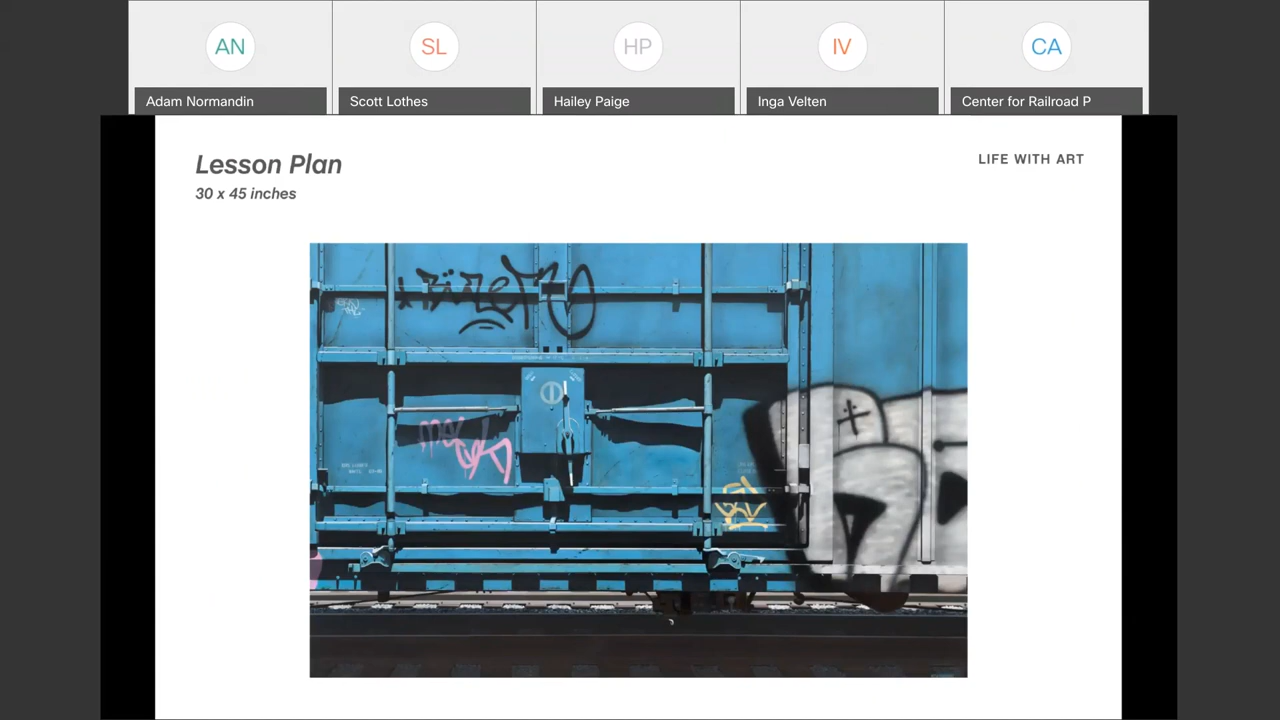 AN
SL
HP
IV
CA
Adam Normandin
Scott Lothes
Hailey Paige
Inga Velten
Center for Railroad P
Lesson Plan
LIFE WITH ART
30 x 45 inches